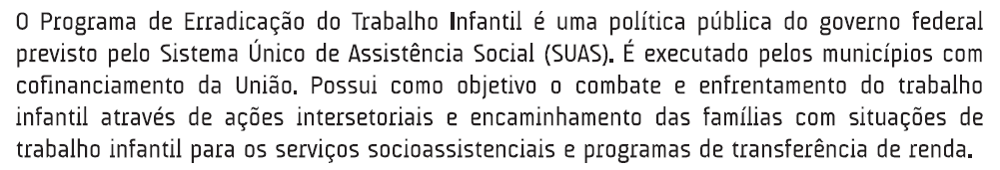 O Programa de Erradicação do Trabalho Infantil é uma política pública do governo federal
previsto pelo Sistema Único de Assistência Social (SUAS). É executado pelos municípios com
cofinanciamento da União. Possui como objetivo o combate e enfrentamento do trabalho
infantil através de ações intersetoriais e encaminhamento das famílias com situações de
trabalho infantil para os serviços socioassistenciais e programas de transferência de renda.